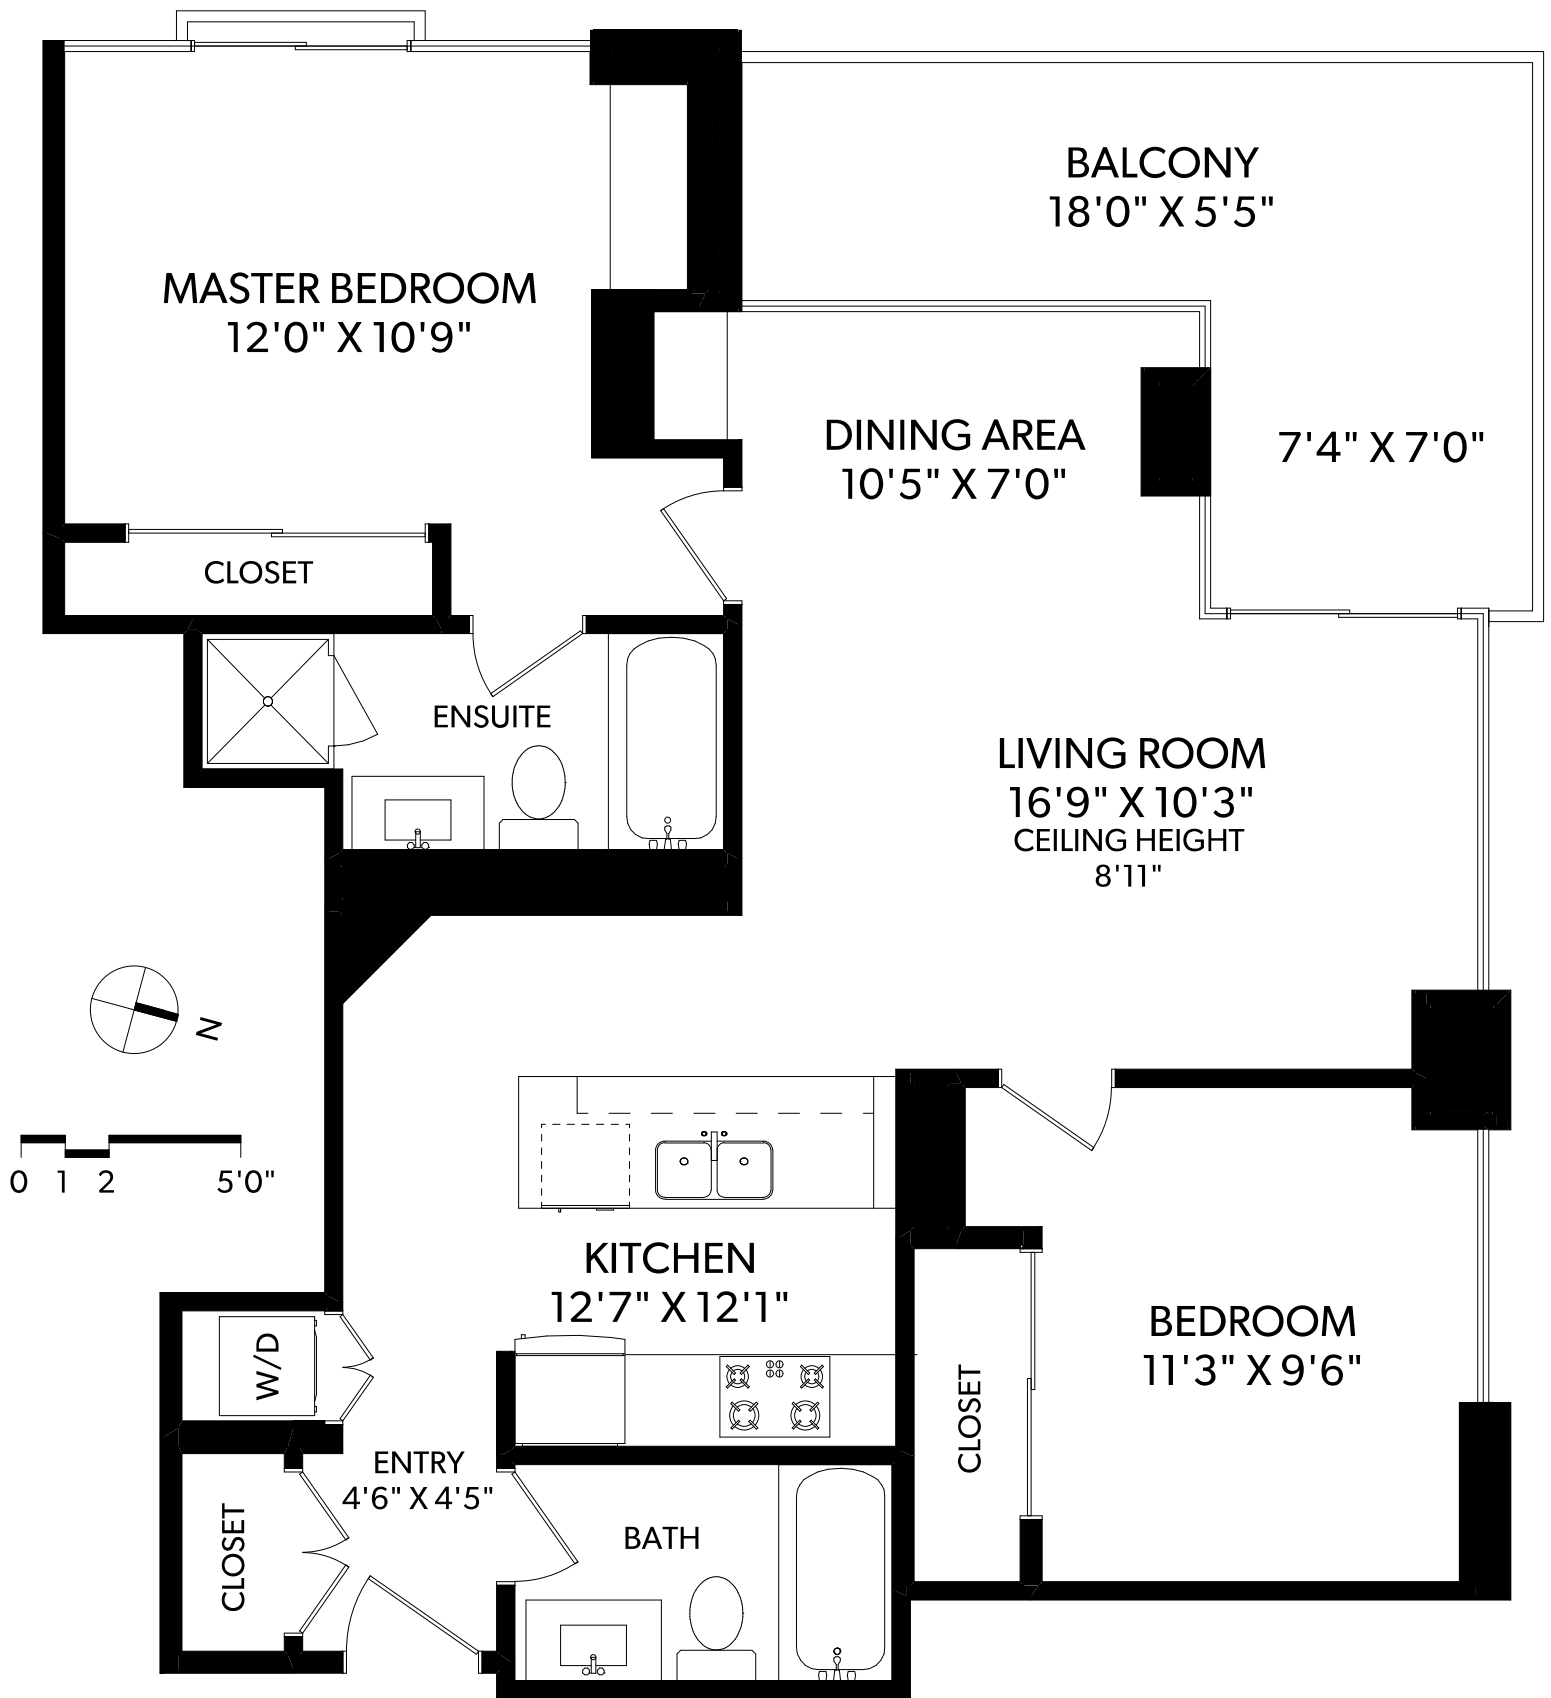 BALCONY
18'0" X 5'5"
MASTER BEDROOM
12'0" X 10'9"
DINING AREA
10'5" X 7'0"
7'4" X 7'0"
CLOSET
ENSUITE
LIVING ROOM
16'9" X 10'3"
CEILING HEIGHT
8'11"
N
0 1 2 5'0"
KITCHEN
12'7" X 12'1"
BEDROOM
11'3" X 9'6"
W/D
CLOSET
ENTRY
4'6" X 4'5"
CLOSET
BATH